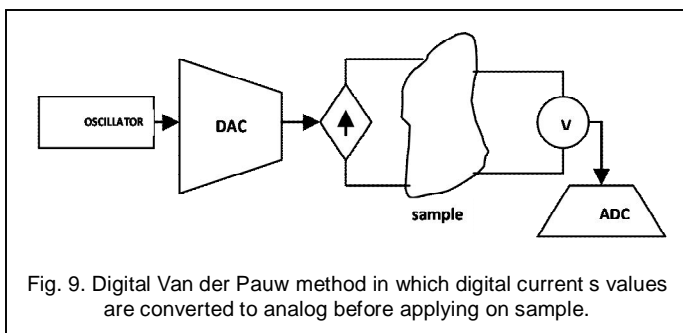 OSCILLATOR
DAC
V
sample
ADC
Fig. 9. Digital Van der Pauw method in which digital current s values
are converted to analog before applying on sample.